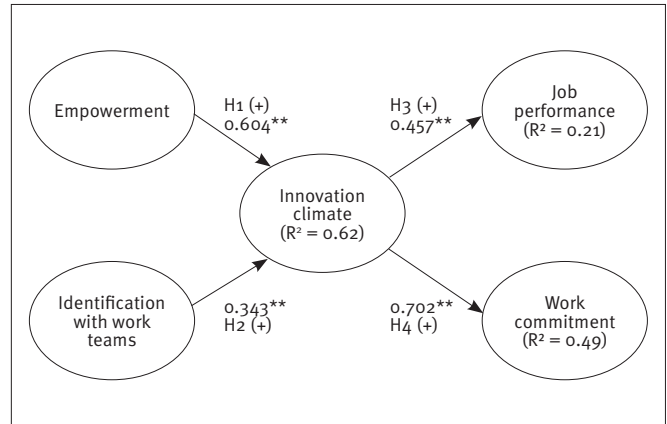 Empowerment
H1 (+)
0.604**
H3 (+)
0.457**
Job
performance
(R² = 0.21)
Innovation
climate
(R² = 0.62)
Identification
with work
teams
0.343**
H2 (+)
0.702**
H4 (+)
Work
commitment
(R² = 0.49)